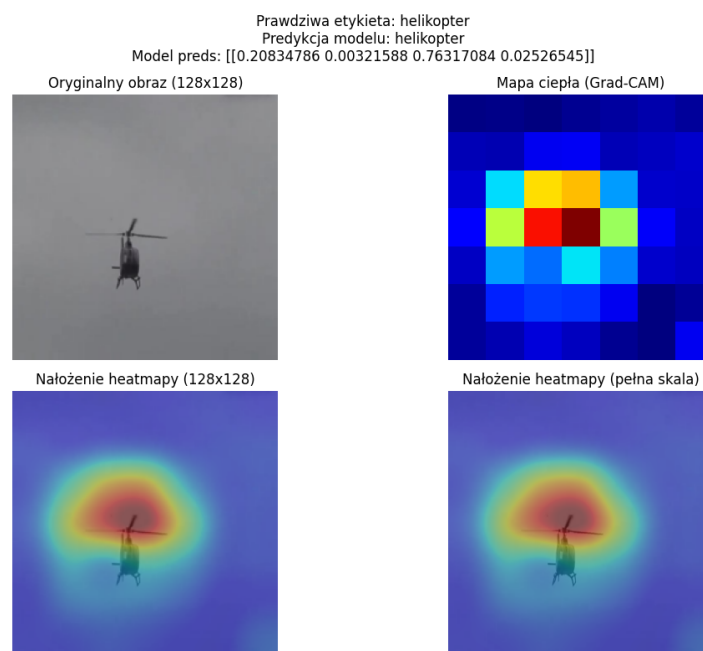 Prawdziwa etykieta: helikopter
Predykcja modelu: helikopter
Model preds: [[0.20834786 0.00321588 0.76317084 0.02526545]]
Oryginalny obraz (128x128)
Mapa ciepła (Grad-CAM)
Nałożenie heatmapy (128x128)
Nałożenie heatmapy (pełna skala)